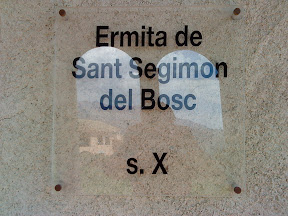 Ermita de
Sant Segimon
del Bosc
s. X